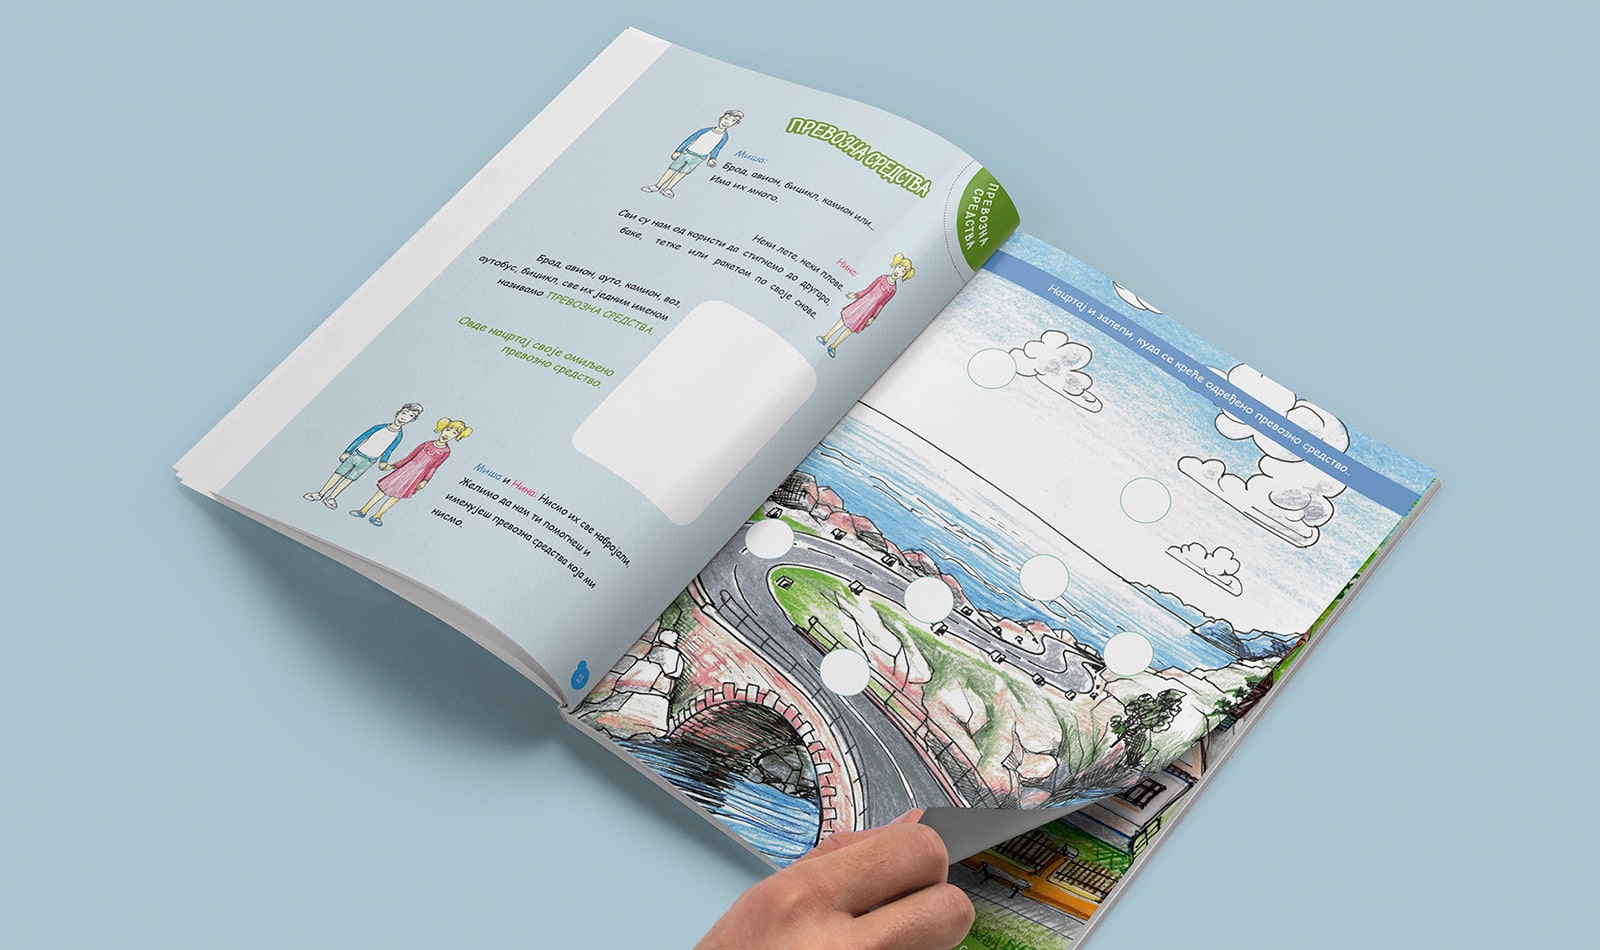 ПРЕВОЗНА СРЕДСТВА
Миша:
Брод, авион, бицикл, камион или...
Има их много.
Нина:
Неки лете, неки плове.
Сви су нам од користи да стигнемо до другара,
баке, тетке или ракетом по своје снове.
Брод, авион, ауто, камион, воз,
аутобус, бицикл, све их једним именом
називамо ПРЕВОЗНА СРЕДСТВА.
Овде нацртај своје омиљено
превозно средство.
Миша и Нина: Нисмо их све набројали.
Желимо да нам ти помогнеш и
именујеш превозна средства која ми
нисмо.
ПРЕВОЗНА
СРЕДСТВА
Нацртај и залепи, куда се креће одређено превозно средство..